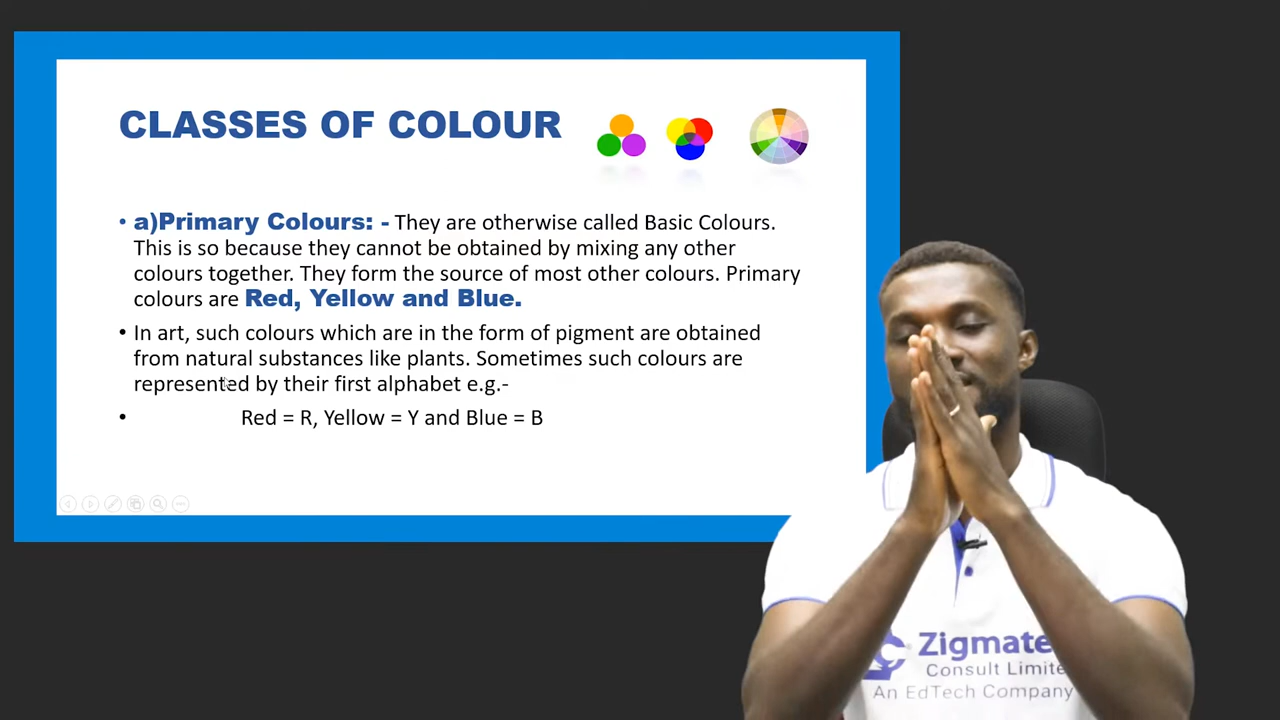 CLASSES OF COLOUR
• a)Primary Colours: - They are otherwise called Basic Colours.
This is so because they cannot be obtained by mixing any other
colours together. They form the source of most other colours. Primary
colours are Red, Yellow and Blue.
• In art, such colours which are in the form of pigment are obtained
from natural substances like plants. Sometimes such colours are
represented by their first alphabet e.g.-
• Red = R, Yellow = Y and Blue = B
Zigmate
Consult Limite
An EdTech Company